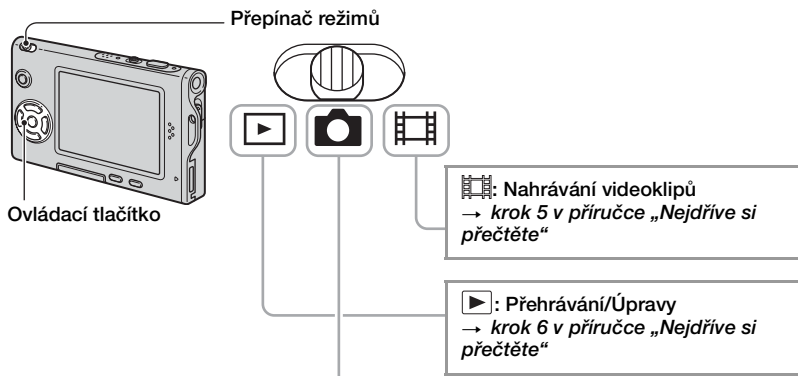 Přepínač režimů
Ovládací tlačítko
: Nahrávání videoklipů
→ krok 5 v příručce „Nejdříve si
přečtěte“
: Přehrávání/Úpravy
→ krok 6 v příručce „Nejdříve si
přečtěte“